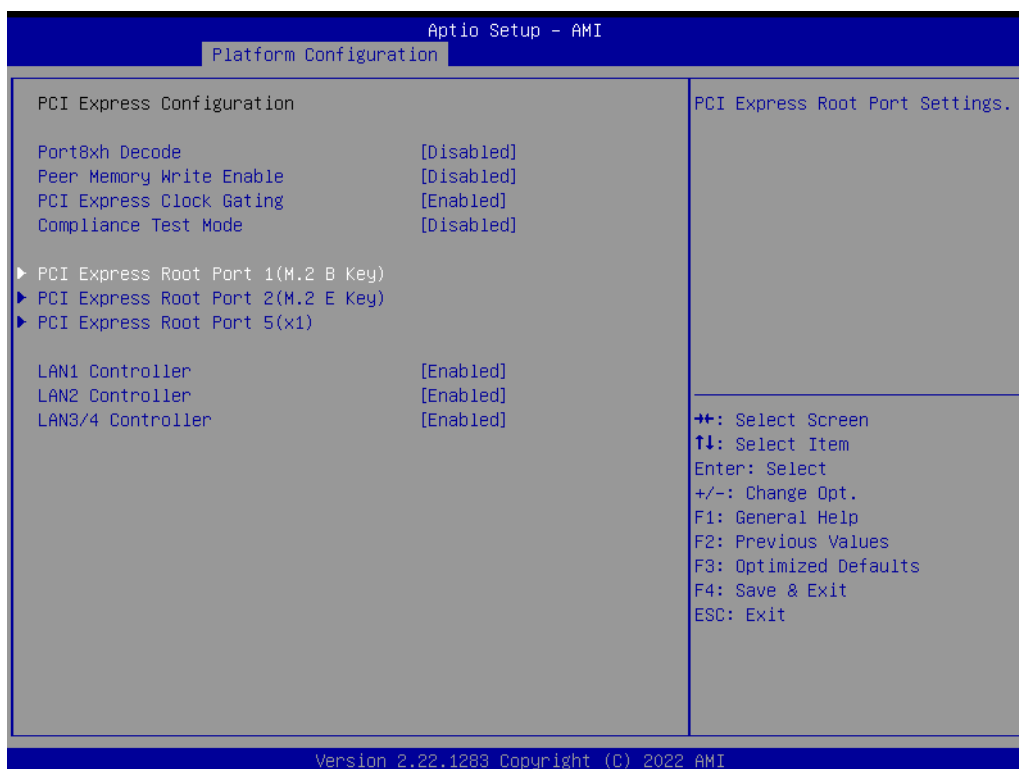 Aptio Setup – AMI
Platform Configuration
PCI Express Configuration
Port8xh Decode [Disabled]
Peer Memory Write Enable [Disabled]
PCI Express Clock Gating [Enabled]
Compliance Test Mode [Disabled]
▶ PCI Express Root Port 1(M.2 B Key)
▶ PCI Express Root Port 2(M.2 E Key)
▶ PCI Express Root Port 5(x1)
LAN1 Controller [Enabled]
LAN2 Controller [Enabled]
LAN3/4 Controller [Enabled]
PCI Express Root Port Settings.
→←: Select Screen
↑↓: Select Item
Enter: Select
+/-: Change Opt.
F1: General Help
F2: Previous Values
F3: Optimized Defaults
F4: Save & Exit
ESC: Exit
Version 2.22.1283 Copyright (C) 2022 AMI